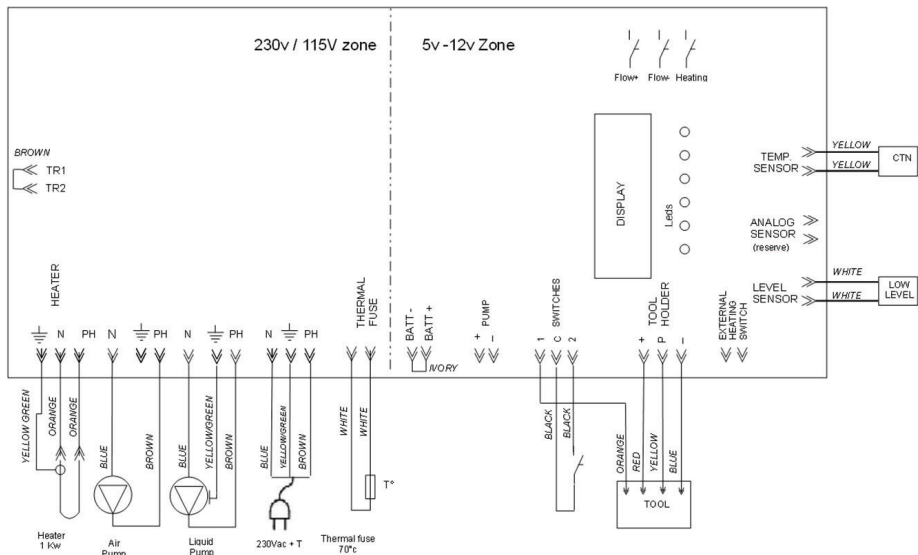 230v / 115V zone
5v -12v Zone
Flow+ Flow- Heating
BROWN
TR1
TR2
DISPLAY
Leds
TEMP.
SENSOR
YELLOW
YELLOW
CTN
ANALOG
SENSOR
(reserve)
LEVEL
SENSOR
WHITE
WHITE
LOW
LEVEL
HEATER
N PH N PH N PH N PH
THERMAL
FUSE
BATT -
BATT +
IVORY
+ PUMP -
1 C 2
SWITCHES
+ P -
TOOL
HOLDER
EXTERNAL
HEATING
SWITCH
YELLOW GREEN
ORANGE
ORANGE
BLUE
BROWN
BLUE
YELLOW/GREEN
BROWN
BLUE
YELLOW/GREEN
BROWN
WHITE
WHITE
T°
BLACK
BLACK
ORANGE
RED
YELLOW
BLUE
TOOL
Heater
1 Kw
Air
Pump
Liquid
Pump
230Vac + T
Thermal fuse
70°c